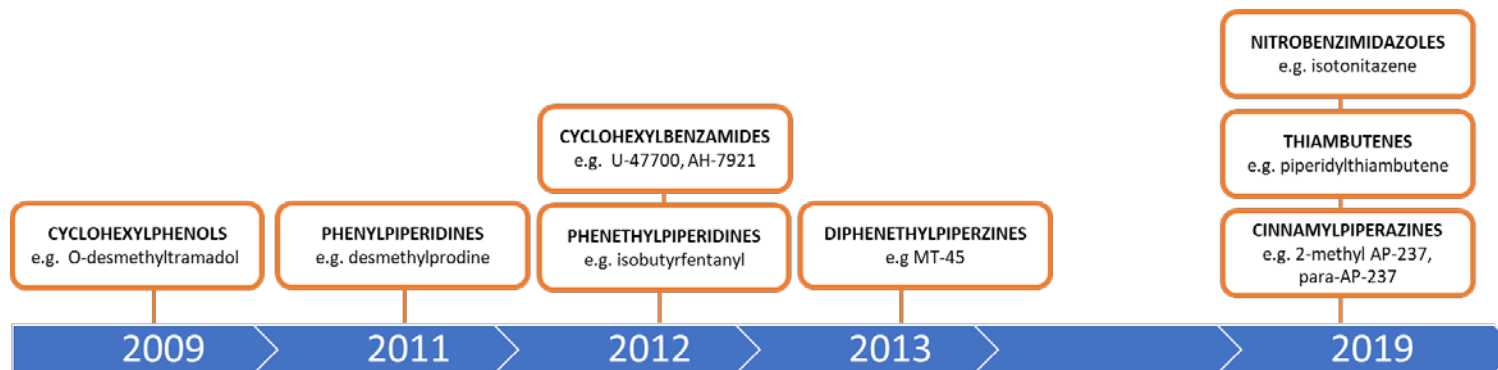 NITROBENZIMIDAZOLES
e.g. isotonitazene
CYCLOHEXYLBENZAMIDES
e.g. U-47700, AH-7921
THIAMBUTENES
e.g. piperidylthiambutene
CYCLOHEXYLPHENOLS
e.g. O-desmethyltramadol
PHENYLPIPERIDINES
e.g. desmethylprodine
PHENETHYLPIPERIDINES
e.g. isobutyrfentanyl
DIPHENETHYLPIPERZINES
e.g MT-45
CINNAMYLPIPERAZINES
e.g. 2-methyl AP-237,
para-AP-237
2009
2011
2012
2013
2019